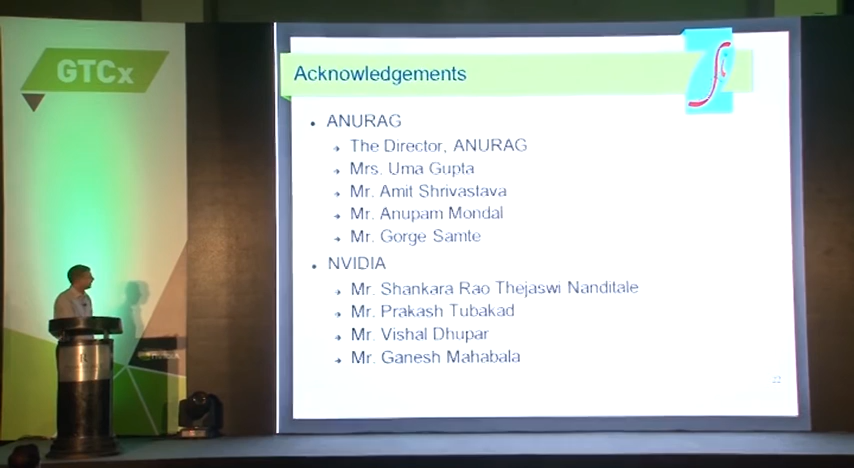 GTCx
Acknowledgements
ANURAG
The Director, ANURAG
Mrs. Uma Gupta
Mr. Amit Shrivastava
Mr. Anupam Mondal
Mr. Gorge Samte
NVIDIA
Mr. Shankara Rao Thejaswi Nanditale
Mr. Prakash Tubakad
Mr. Vishal Dhupar
Mr. Ganesh Mahabala
22